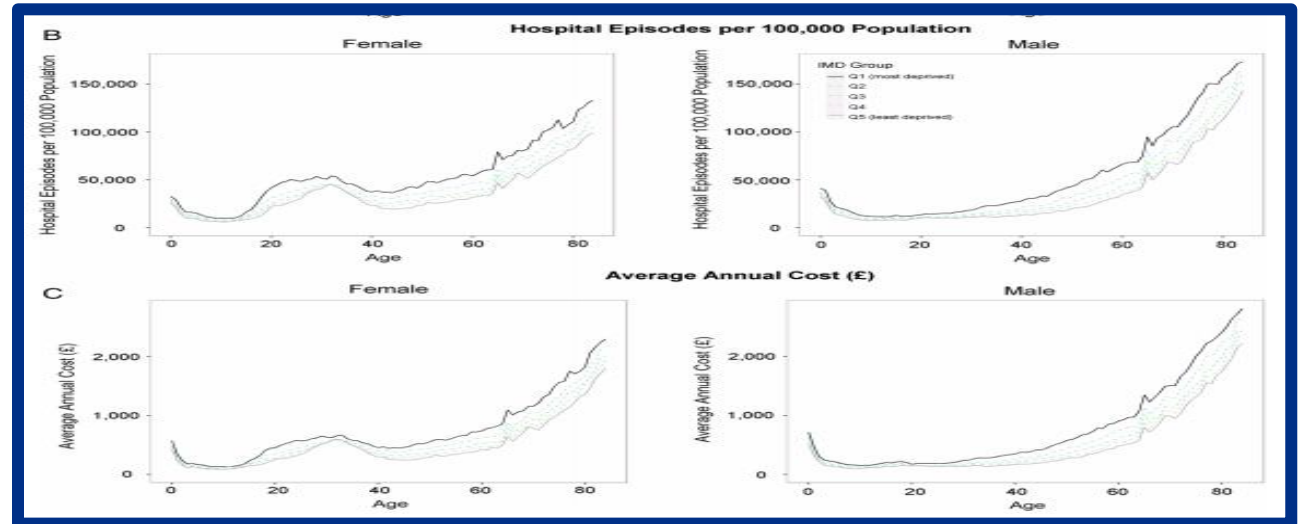 B
Hospital Episodes per 100,000 Population
Female
Male
Hospital Episodes per 100,000 Population
150,000
100,000
50,000
0
0 20 40 60 80
Age
Hospital Episodes per 100,000 Population
150,000
100,000
50,000
0
IMD Group
Q1 (most deprived)
Q2
Q3
Q4
Q5 (least deprived)
0 20 40 60 80
Age
C
Average Annual Cost (£)
Female
Male
Average Annual Cost (£)
2,000
1,000
0
0 20 40 60 80
Age
Average Annual Cost (£)
2,000
1,000
0
0 20 40 60 80
Age